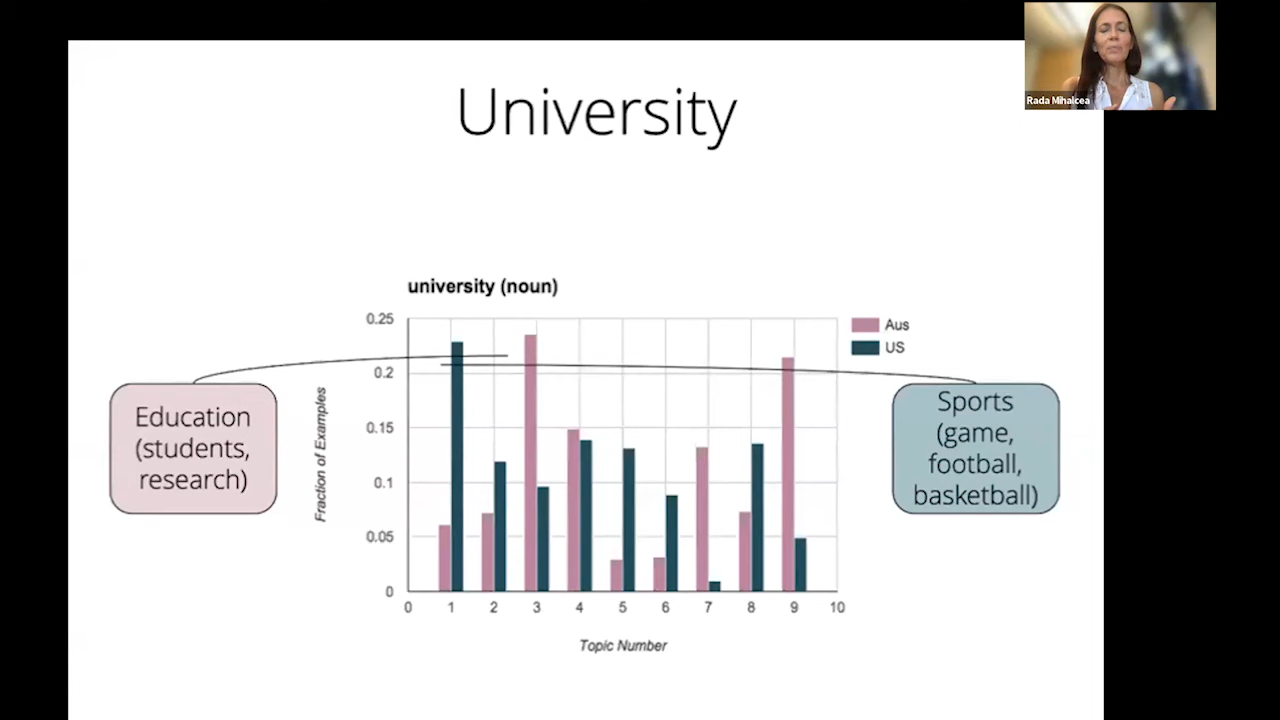 Rada Mihalcea
University
university (noun)
0.25
0.2
0.15
0.1
0.05
0
Fraction of Examples
0 1 2 3 4 5 6 7 8 9 10
Topic Number
Aus
US
Education
(students,
research)
Sports
(game,
football,
basketball)